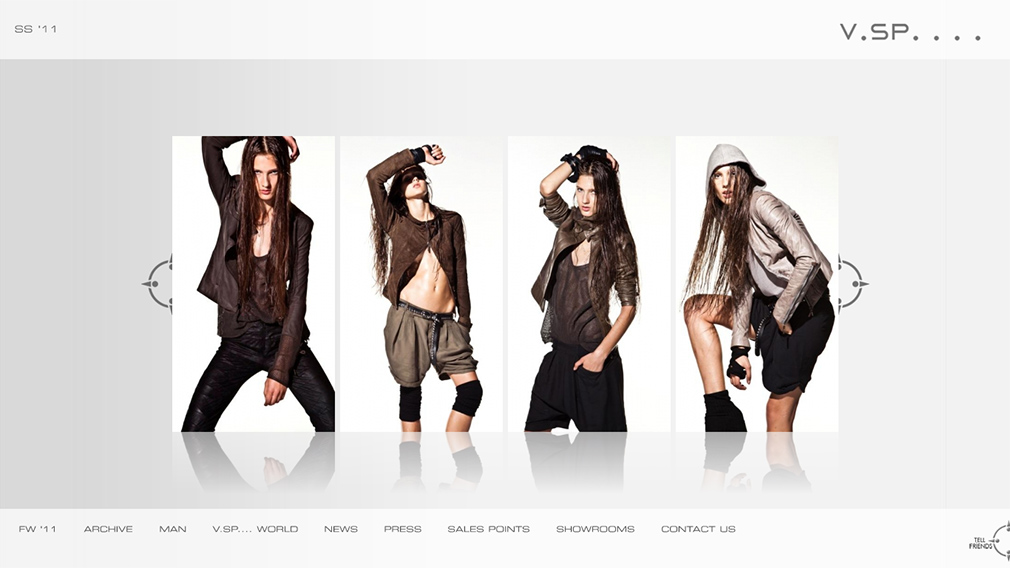 SS '11
V.SP. . . .
FW '11 ARCHIVE MAN V.SP.... WORLD NEWS PRESS SALES POINTS SHOWROOMS CONTACT US
TELL
FRIENDS